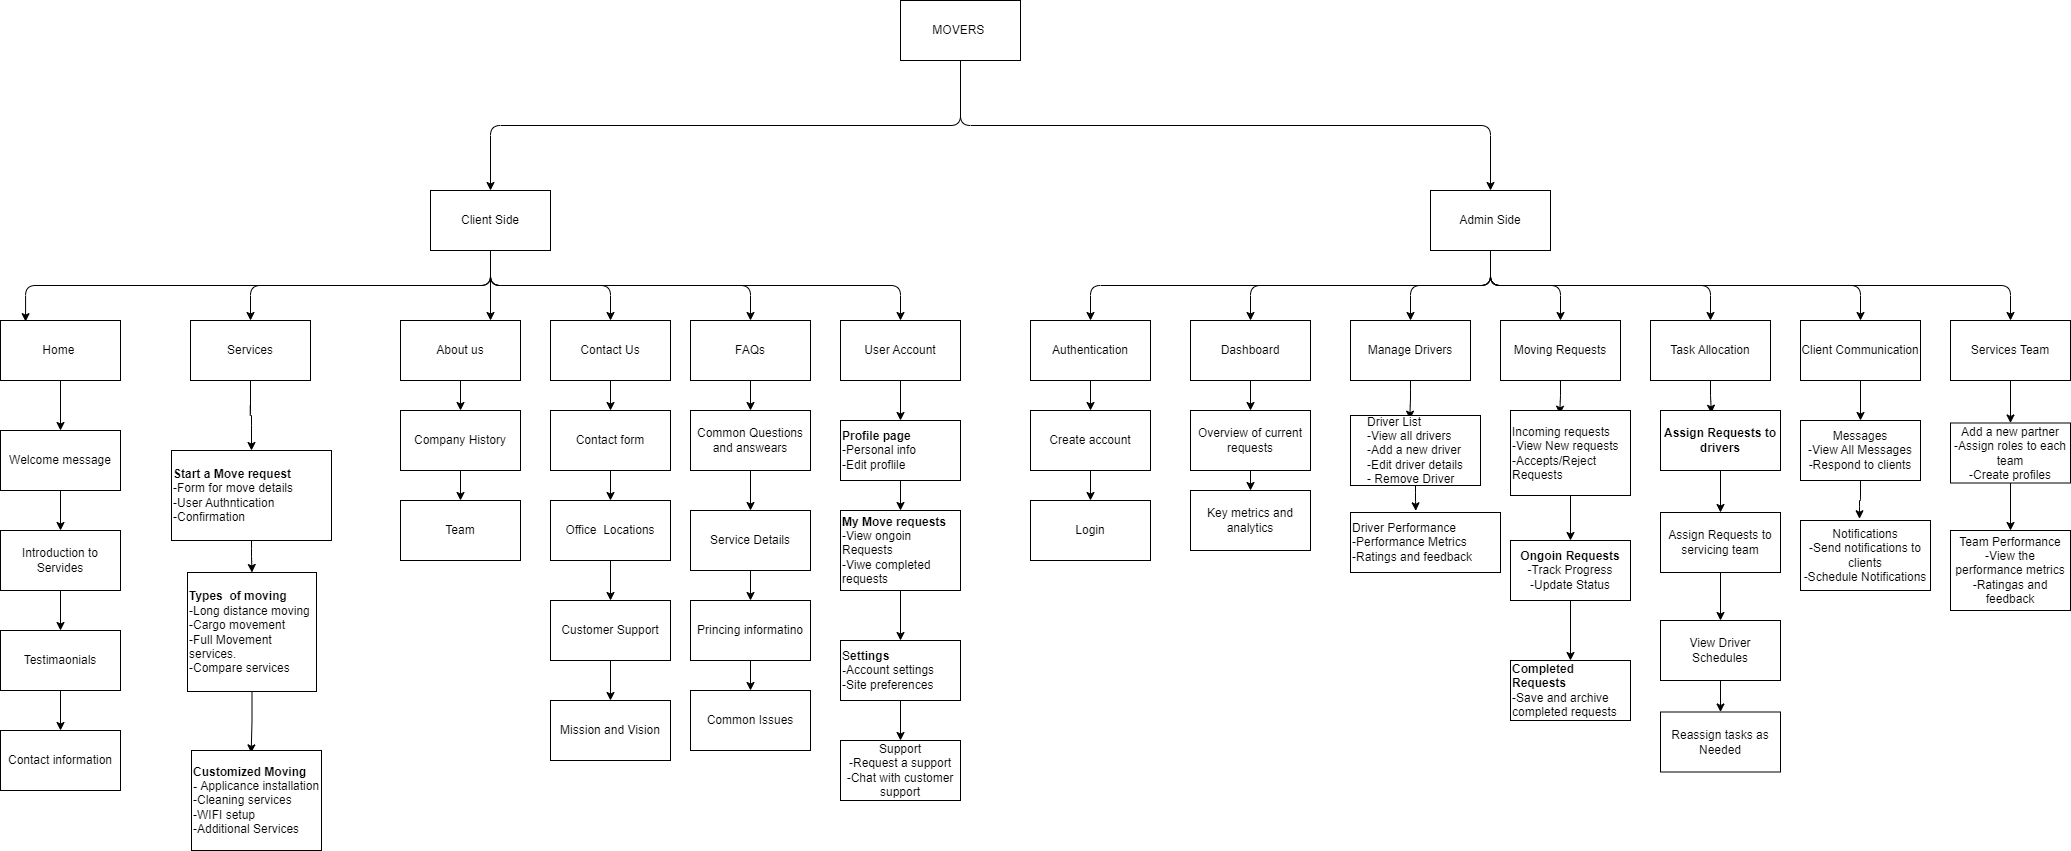 MOVERS
Client Side
Admin Side
Home
Services
About us
Contact Us
FAQs
User Account
Authentication
Dashboard
Manage Drivers
Moving Requests
Task Allocation
Client Communication
Services Team
Welcome message
Introduction to
Servides
Testimaonials
Contact information
Start a Move request
-Form for move details
-User Authntication
-Confirmation
Types  of moving
-Long distance moving
-Cargo movement
-Full Movement
services.
-Compare services
Customized Moving
- Applicance installation
-Cleaning services
-WIFI setup
-Additional Services
Company History
Team
Contact form
Office  Locations
Customer Support
Mission and Vision
Common Questions
and answears
Service Details
Princing informatino
Common Issues
Profile page
-Personal info
-Edit profiile
My Move requests
-View ongoin
Requests
-Viwe completed
requests
Settings
-Account settings
-Site preferences
Support
-Request a support
-Chat with customer
support
Create account
Login
Overview of current
requests
Key metrics and
analytics
Driver List
-View all drivers
-Add a new driver
-Edit driver details
- Remove Driver
Driver Performance
-Performance Metrics
-Ratings and feedback
Incoming requests
-View New requests
-Accepts/Reject
Requests
Ongoin Requests
-Track Progress
-Update Status
Completed
Requests
-Save and archive
completed requests
Assign Requests to
drivers
Assign Requests to
servicing team
View Driver
Schedules
Reassign tasks as
Needed
Messages
-View All Messages
-Respond to clients
Notifications
-Send notifications to
clients
-Schedule Notifications
Add a new partner
-Assign roles to each
team
-Create profiles
Team Performance
-View the
performance metrics
-Ratingas and
feedback